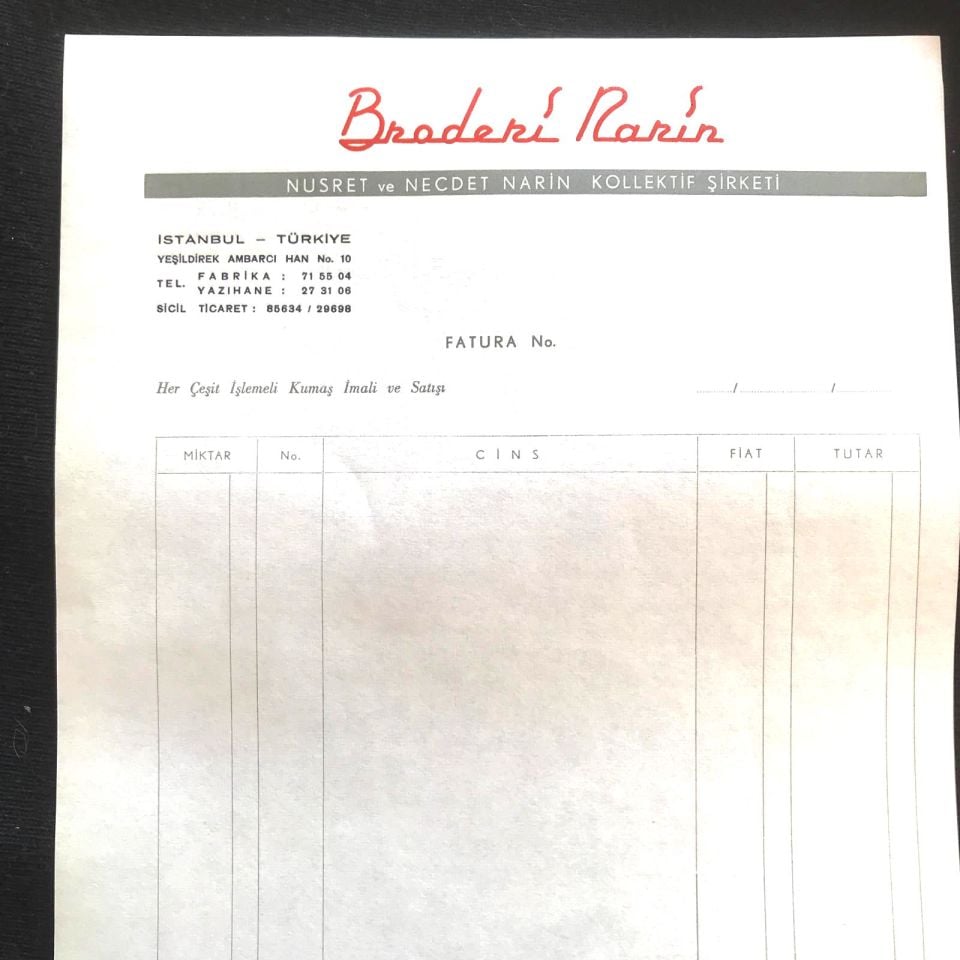 Broderi Narin
NUSRET ve NECDET NARİN KOLLEKTİF ŞİRKETİ
İSTANBUL – TÜRKİYE
YEŞİLDİREK AMBARCI HAN No. 10
TEL. FABRİKA : 71 55 04
YAZIHANE : 27 31 06
SİCİL TİCARET : 85634 / 29698
FATURA No.
Her Çeşit İşlemeli Kumaş İmali ve Satışı
/ /
MİKTAR No. CİNS FİAT TUTAR